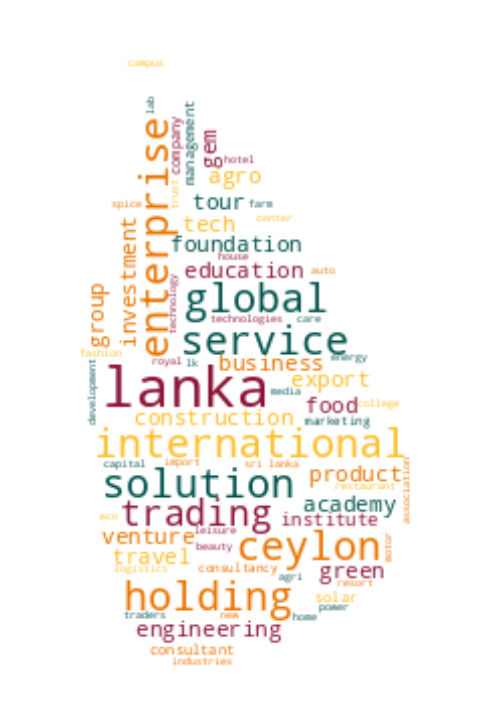 campus
lab
enterprise
company
management
gem
hotel
agro
trust
spice
tour farm
tech center
investment
foundation
house
education auto
group
technology
global
technologies care
service
fashion
royal lk business energy
development
lanka
export
media
food college
construction marketing
international
capital import sri lanka
solution product
restaurant
association
trading academy
eco
institute
venture leisure
ceylon
motor
travel beauty
logistics consultancy
agri green
resort
holding solar
power
traders new home
engineering
consultant
industries